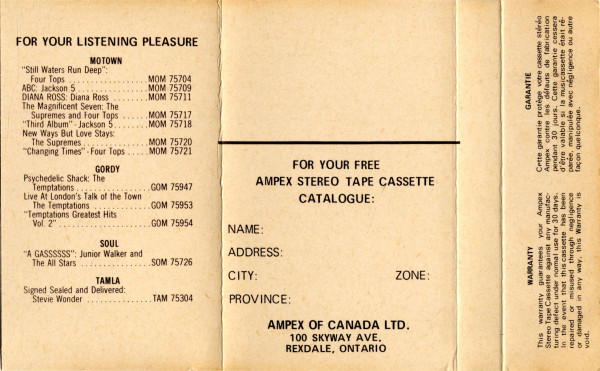 FOR YOUR LISTENING PLEASURE
MOTOWN
"Still Waters Run Deep":
Four Tops ....................MOM 75704
ABC: Jackson 5 ..................MOM 75709
DIANA ROSS: Diana Ross .........MOM 75711
The Magnificent Seven: The
Supremes and Four Tops .......MOM 75717
"Third Album" - Jackson 5.......MOM 75718
New Ways But Love Stays:
The Supremes .................MOM 75720
"Changing Times" - Four Tops .....MOM 75721
GORDY
Psychedelic Shack: The
Temptations ....................GOM 75947
Live At London's Talk of the Town
The Temptations ...............GOM 75953
"Temptations Greatest Hits
Vol. 2" .......................GOM 75954
SOUL
"A GASSSSSS": Junior Walker and
The All Stars ..................SOM 75726
TAMLA
Signed Sealed and Delivered:
Stevie Wonder ................TAM 75304
FOR YOUR FREE
AMPEX STEREO TAPE CASSETTE
CATALOGUE:
NAME:
ADDRESS:
CITY: ZONE:
PROVINCE:
AMPEX OF CANADA LTD.
100 SKYWAY AVE,
REXDALE, ONTARIO
WARRANTY
This warranty guarantees your Ampex
Stereo Tape Cassette against any manufac-
turing defect under normal use for 30 days.
In the event that this cassette has been
repaired or misused through negligence
or damaged in any way, this Warranty is
void.
GARANTIE
Cette garantie protége votre cassette stéréo
Ampex contre les défauts de fabrication
pendant 30 jours. Cette garantie cessera
d'être valable si la musicassette était ré-
parée, manipulée avec négligence ou autre
façon quelconque.